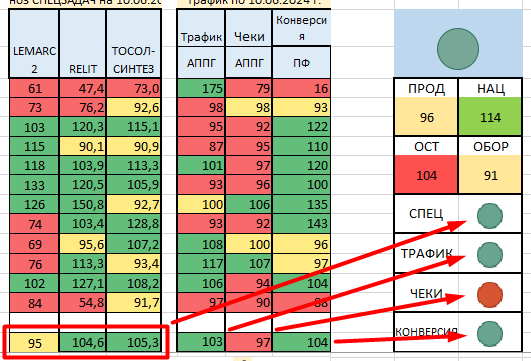 ноз СПЕЦЗАДАЧ на 10.06.20
Трафик по 10.06.2024 г.
LEMARC2 RELIT ТОСОЛ-СИНТЕЗ
Трафик Чеки Конверсия
АППГ АППГ ПФ
61 47,4 73,0 175 79 16
73 76,2 92,6 98 98 93
103 120,3 115,1 95 92 122
115 90,1 90,9 87 95 110
118 103,9 113,3 101 97 120
133 120,5 105,9 93 96 100
126 150,8 92,7 100 106 135
74 103,4 128,8 93 92 143
69 95,6 107,2 108 100 96
76 113,3 93,4 117 107 97
102 127,1 108,2 106 94 104
84 54,8 91,7 97 90
95 104,6 105,3 103 97 104
ПРОД НАЦ
96 114
ОСТ ОБОР
104 91
СПЕЦ
ТРАФИК
ЧЕКИ
КОНВЕРСИЯ